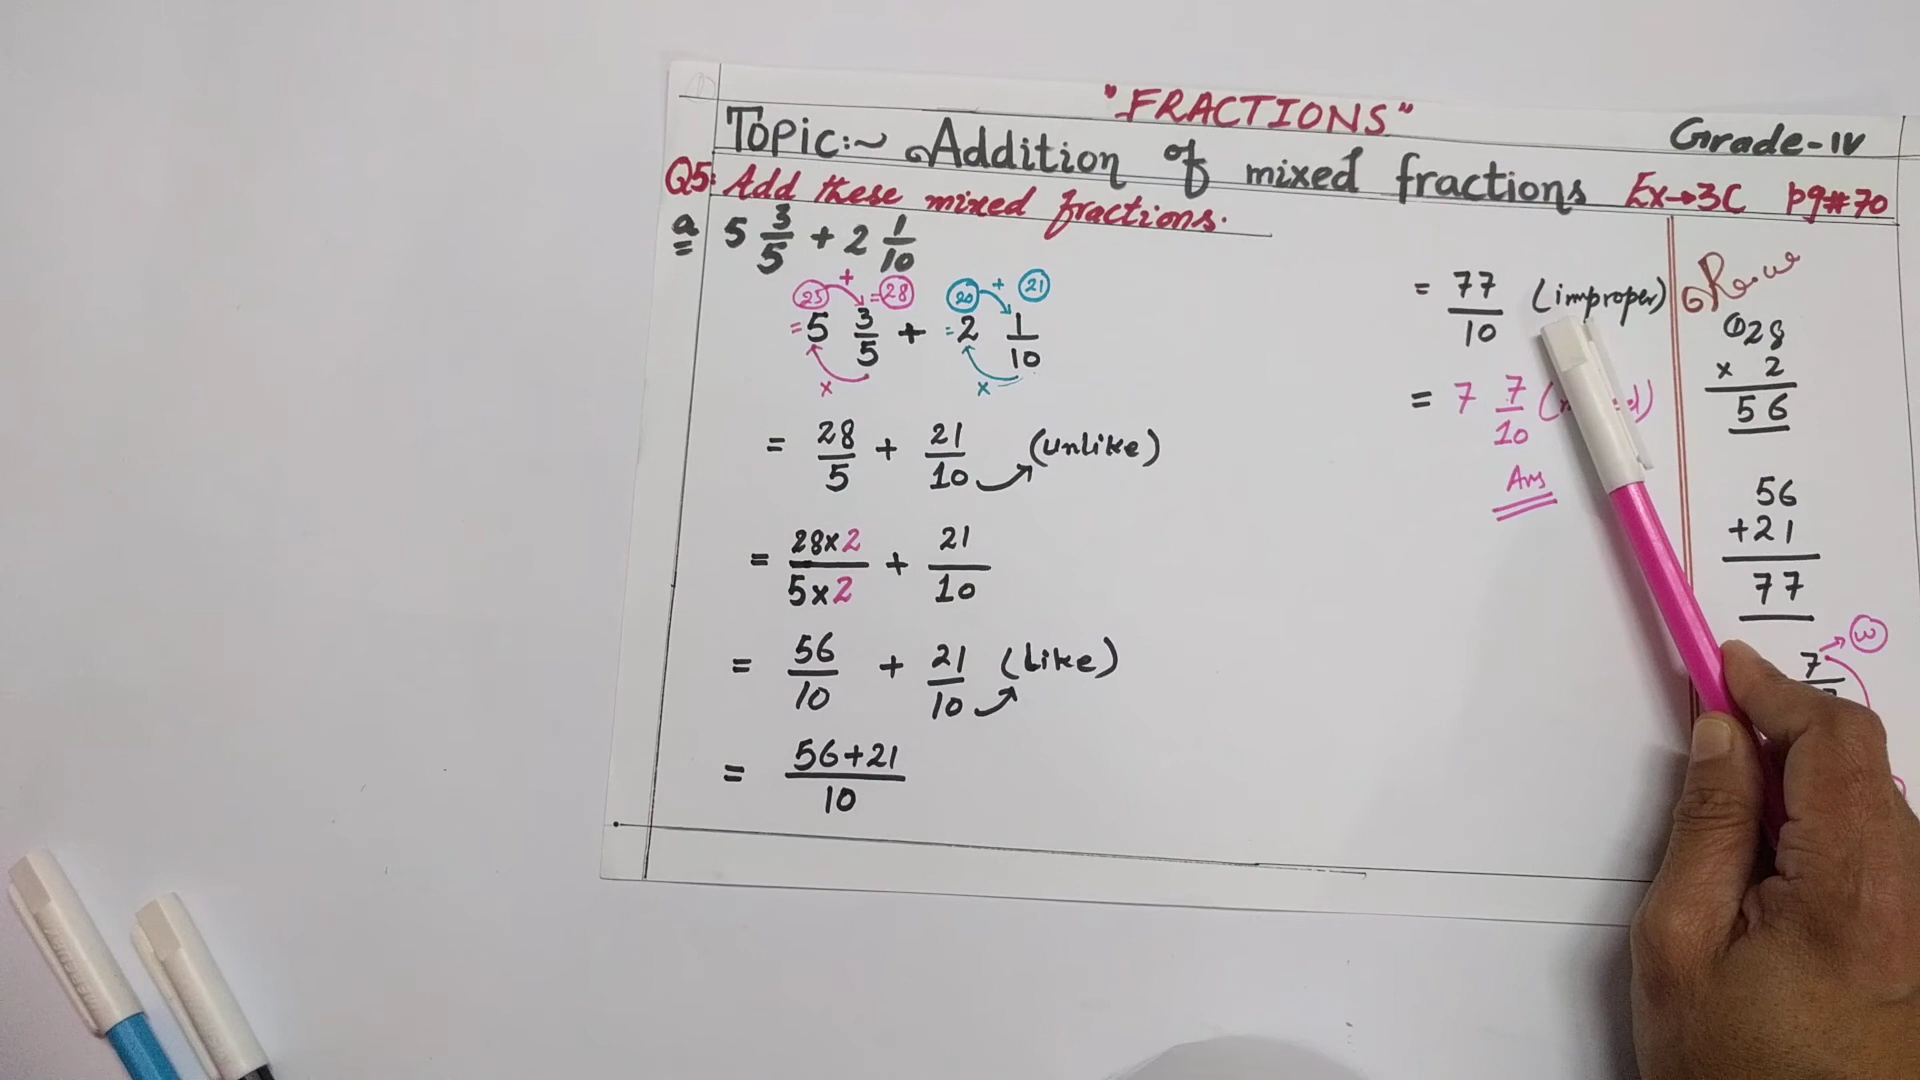 "FRACTIONS"
Topic:~ Addition of mixed fractions
Grade-IV
Q5: Add these mixed fractions.
Ex→3C pg#70
a 5 3/5 + 2 1/10
25 + =28 20 + 21
=5 3/5 + =2 1/10
x x
= 28/5 + 21/10 (unlike)
= 28x2/5x2 + 21/10
= 56/10 + 21/10 (Like)
= 56+21/10
= 77/10 (improper)
= 7 7/10
Ans
①28
x 2
56
56
+21
77
7 → w